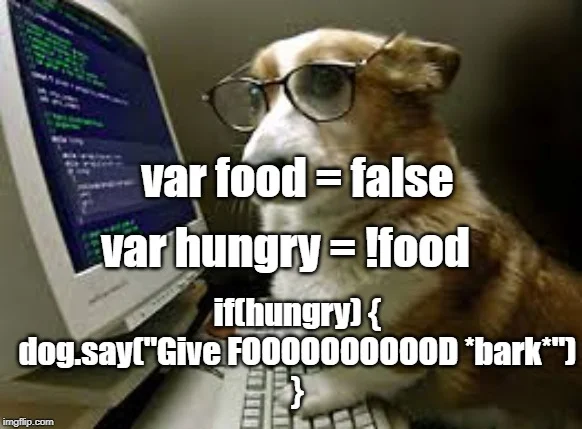 var food = false
var hungry = !food
if(hungry) {
dog.say("Give FOOOOOOOOOOD *bark*")
}
imgflip.com